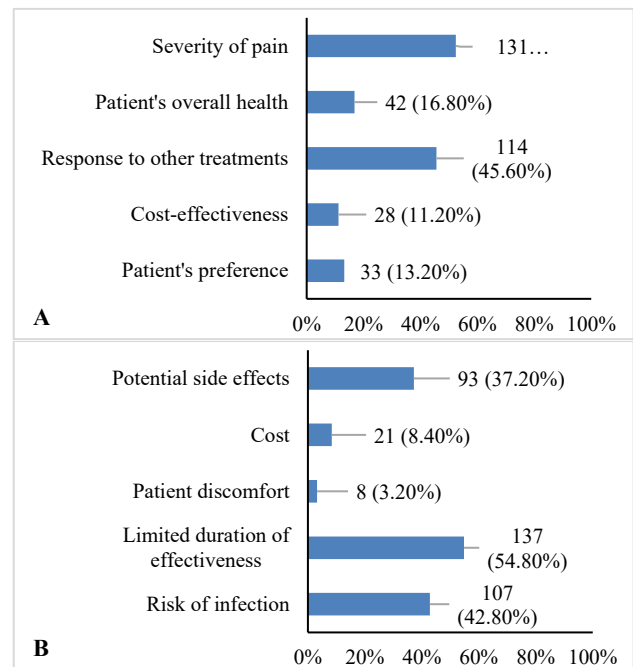 Severity of pain 131…
Patient's overall health 42 (16.80%)
Response to other treatments 114
(45.60%)
Cost-effectiveness 28 (11.20%)
Patient's preference 33 (13.20%)
A
0% 20% 40% 60% 80% 100%
Potential side effects 93 (37.20%)
Cost 21 (8.40%)
Patient discomfort 8 (3.20%)
Limited duration of
effectiveness
137
(54.80%)
Risk of infection 107
(42.80%)
B
0% 20% 40% 60% 80% 100%